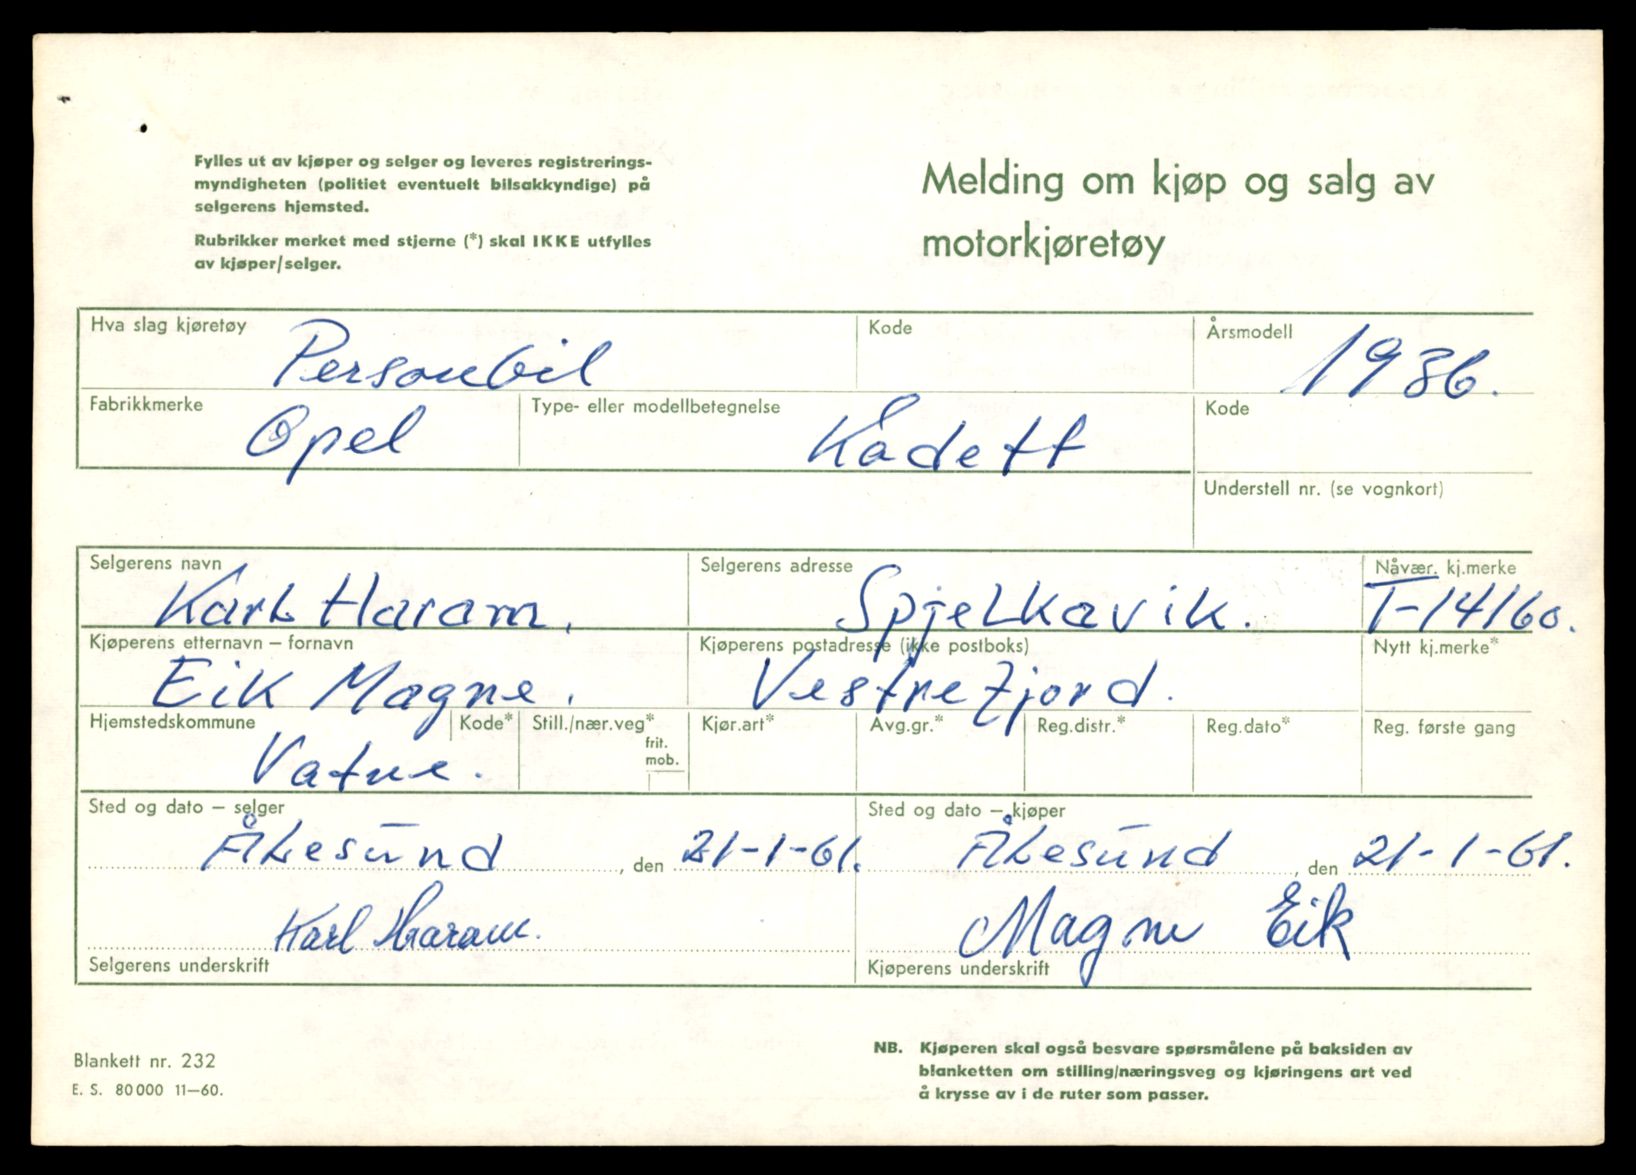 Fylles ut av kjøper og selger og leveres registrerings-
myndigheten (politiet eventuelt bilsakkyndige) på
selgerens hjemsted.
Rubrikker merket med stjerne (*) skal IKKE utfylles
av kjøper/selger.
Melding om kjøp og salg av
motorkjøretøy
Hva slag kjøretøy
Personbil
Kode
Årsmodell
1936.
Fabrikkmerke
Opel
Type- eller modellbetegnelse
Kadett
Kode
Understell nr. (se vognkort)
Selgerens navn
Karl Haram.
Selgerens adresse
Spjelkavik.
Nåvær. kj.merke
T-14160.
Kjøperens etternavn – fornavn
Eik Magne.
Kjøperens postadresse (ikke postboks)
Vestrefjord.
Nytt kj.merke*
Hjemstedskommune
Vatne.
Kode*
Still./nær.veg*
frit.
mob.
Kjør.art*
Avg.gr.*
Reg.distr.*
Reg.dato*
Reg. første gang
Sted og dato – selger
Ålesund, den 21-1-61.
Sted og dato – kjøper
Ålesund, den 21-1-61.
Karl Haram.
Selgerens underskrift
Magne Eik
Kjøperens underskrift
Blankett nr. 232
E. S. 80000 11—60.
NB. Kjøperen skal også besvare spørsmålene på baksiden av
blanketten om stilling/næringsveg og kjøringens art ved
å krysse av i de ruter som passer.